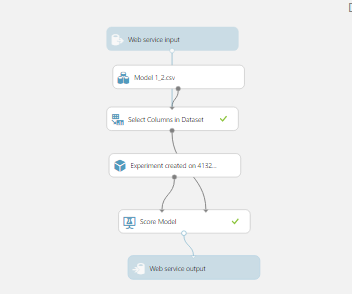 Web service input
Model 1_2.csv
Select Columns in Dataset
Experiment created on 4132...
Score Model
Web service output